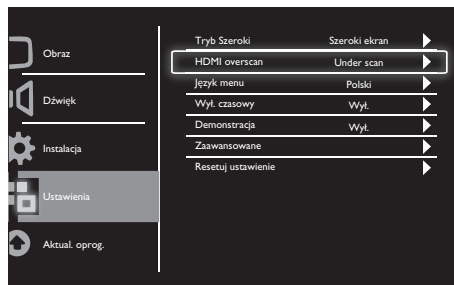 Obraz
Dźwięk
Instalacja
Ustawienia
Aktual. oprog.
Tryb Szeroki Szeroki ekran
HDMI overscan Under scan
Język menu Polski
Wył. czasowy Wył.
Demonstracja Wył.
Zaawansowane
Resetuj ustawienie